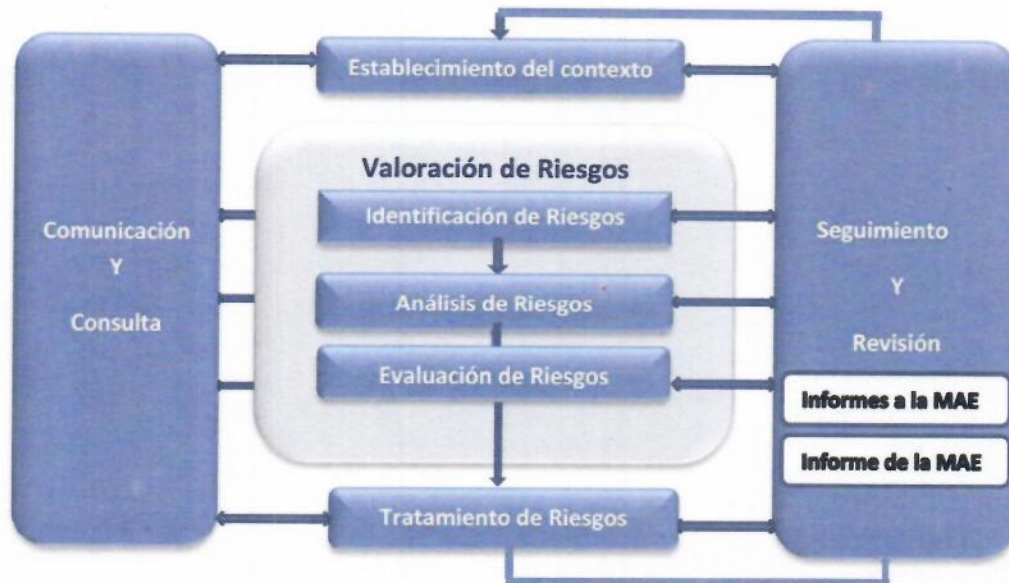 Establecimiento del contexto
Valoración de Riesgos
Identificación de Riesgos
Análisis de Riesgos
Evaluación de Riesgos
Tratamiento de Riesgos
Comunicación
Y
Consulta
Seguimiento
Y
Revisión
Informes a la MAE
Informe de la MAE